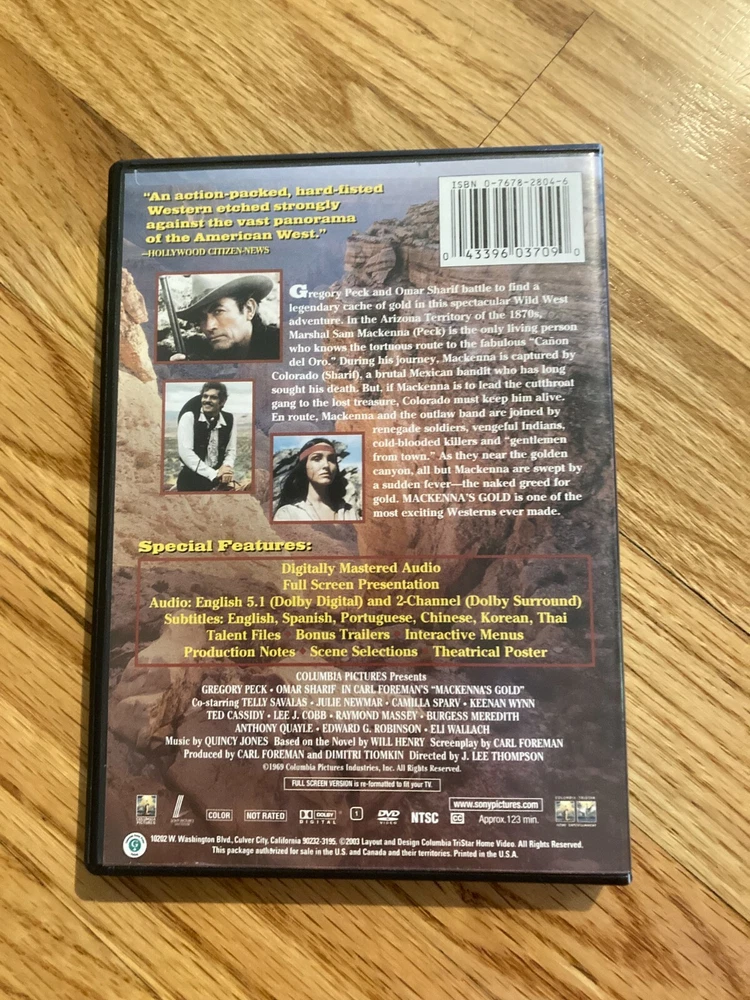 "An action-packed, hard-fisted
Western etched strongly
against the vast panorama
of the American West."
—HOLLYWOOD CITIZEN-NEWS
ISBN 0-7678-2804-6
0 43396 03709 0
Gregory Peck and Omar Sharif battle to find a
legendary cache of gold in this spectacular Wild West
adventure. In the Arizona Territory of the 1870s,
Marshal Sam Mackenna (Peck) is the only living person
who knows the tortuous route to the fabulous "Cañon
del Oro." During his journey, Mackenna is captured by
Colorado (Sharif), a brutal Mexican bandit who has long
sought his death. But, if Mackenna is to lead the cutthroat
gang to the lost treasure, Colorado must keep him alive.
En route, Mackenna and the outlaw band are joined by
renegade soldiers, vengeful Indians,
cold-blooded killers and "gentlemen
from town." As they near the golden
canyon, all but Mackenna are swept by
a sudden fever—the naked greed for
gold. MACKENNA'S GOLD is one of the
most exciting Westerns ever made.
Special Features:
Digitally Mastered Audio
Full Screen Presentation
Audio: English 5.1 (Dolby Digital) and 2-Channel (Dolby Surround)
Subtitles: English, Spanish, Portuguese, Chinese, Korean, Thai
Talent Files Bonus Trailers Interactive Menus
Production Notes Scene Selections Theatrical Poster
COLUMBIA PICTURES Presents
GREGORY PECK • OMAR SHARIF IN CARL FOREMAN'S "MACKENNA'S GOLD"
Co-starring TELLY SAVALAS • JULIE NEWMAR • CAMILLA SPARV • KEENAN WYNN
TED CASSIDY • LEE J. COBB • RAYMOND MASSEY • BURGESS MEREDITH
ANTHONY QUAYLE • EDWARD G. ROBINSON • ELI WALLACH
Music by QUINCY JONES Based on the Novel by WILL HENRY Screenplay by CARL FOREMAN
Produced by CARL FOREMAN and DIMITRI TIOMKIN Directed by J. LEE THOMPSON
©1969 Columbia Pictures Industries, Inc. All Rights Reserved.
FULL SCREEN VERSION is re-formatted to fit your TV.
COLOR NOT RATED DOLBY DIGITAL 1 DVD VIDEO NTSC CC
www.sonypictures.com
Approx. 123 min.
10202 W. Washington Blvd., Culver City, California 90232-3195. ©2003 Layout and Design Columbia TriStar Home Video. All Rights Reserved.
This package authorized for sale in the U.S. and Canada and their territories. Printed in the U.S.A.